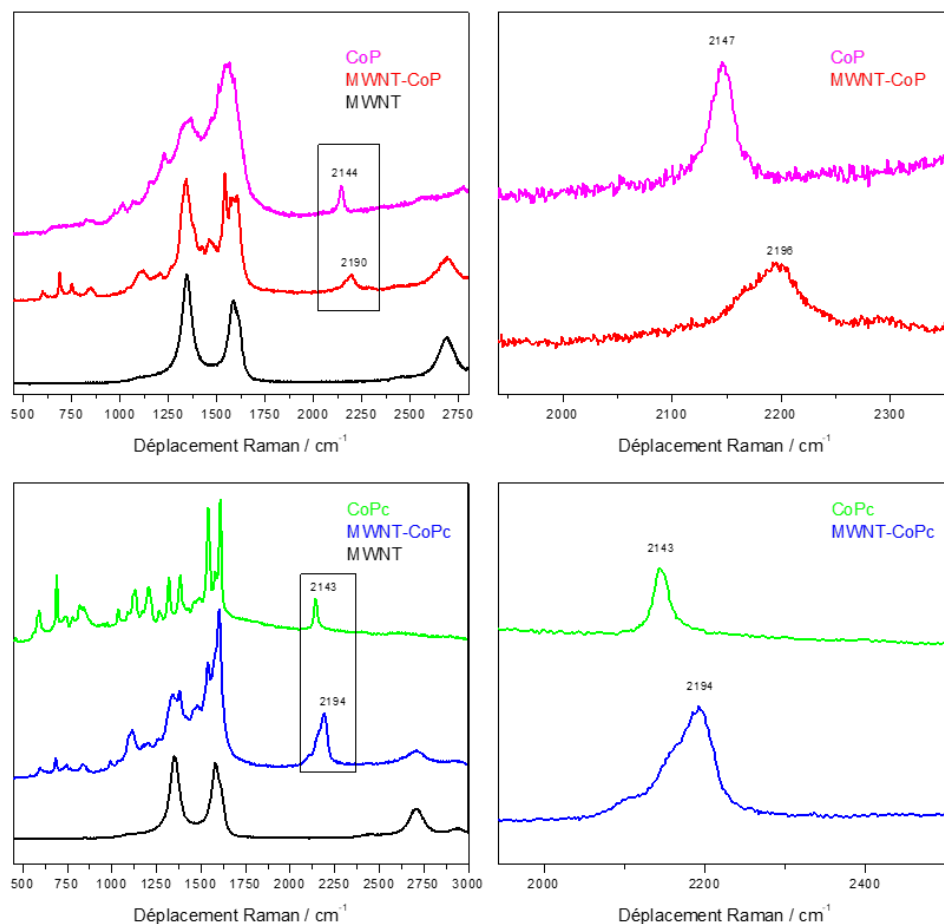 CoP
MWNT-CoP
MWNT
2144
2190
500 750 1000 1250 1500 1750 2000 2250 2500 2750
Déplacement Raman / cm-1
2147
CoP
MWNT-CoP
2196
2000 2100 2200 2300
Déplacement Raman / cm-1
CoPc
MWNT-CoPc
MWNT
2143
2194
500 750 1000 1250 1500 1750 2000 2250 2500 2750 3000
Déplacement Raman / cm-1
CoPc
MWNT-CoPc
2143
2194
2000 2200 2400
Déplacement Raman / cm-1